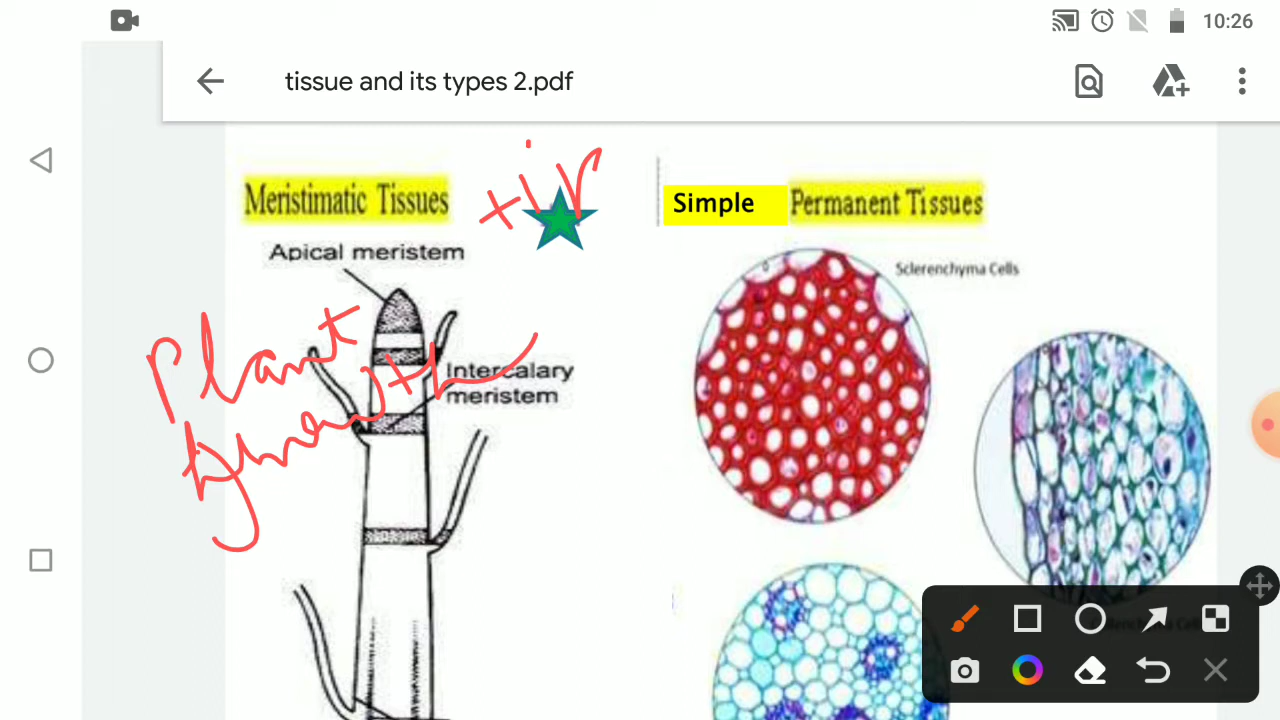 10:26
tissue and its types 2.pdf
Meristimatic Tissues
Simple Permanent Tissues
Apical meristem
Sclerenchyma Cells
Plant
Intercalary
meristem